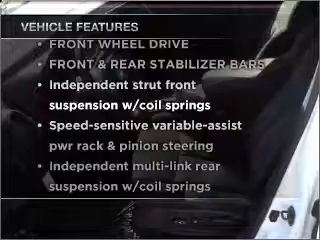 VEHICLE FEATURES
• FRONT WHEEL DRIVE
• FRONT & REAR STABILIZER BARS
• Independent strut front
suspension w/coil springs
• Speed-sensitive variable-assist
pwr rack & pinion steering
• Independent multi-link rear
suspension w/coil springs